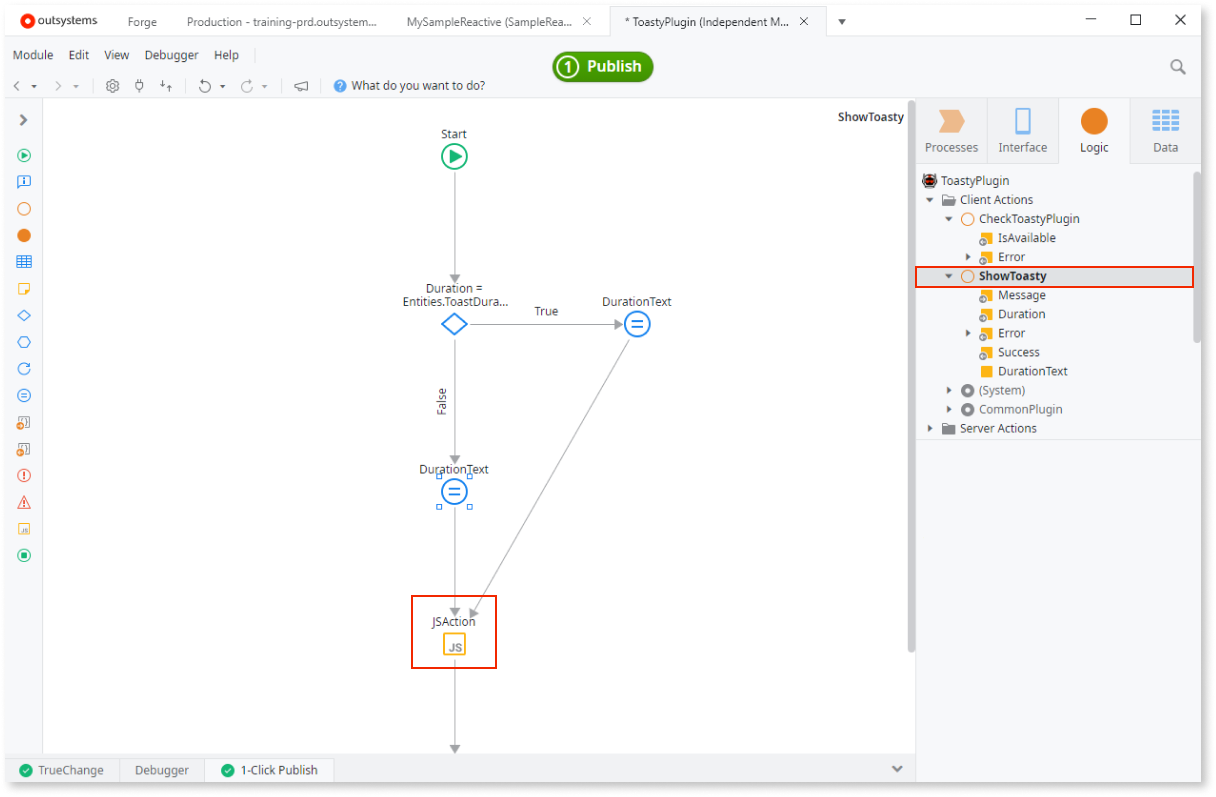 outsystems
Forge
Production - training-prd.outsystem...
MySampleReactive (SampleRea...
* ToastyPlugin (Independent M...
Module
Edit
View
Debugger
Help
1 Publish
What do you want to do?
ShowToasty
Start
Duration =
Entities.ToastDura...
True
DurationText
False
DurationText
JSAction
JS
Processes
Interface
Logic
Data
ToastyPlugin
Client Actions
CheckToastyPlugin
IsAvailable
Error
ShowToasty
Message
Duration
Error
Success
DurationText
(System)
CommonPlugin
Server Actions
TrueChange
Debugger
1-Click Publish